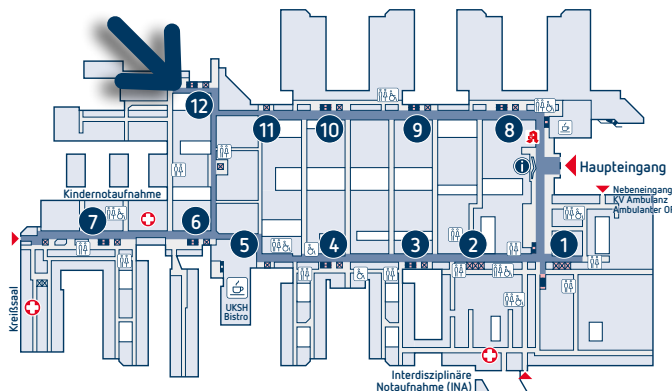 12
11
10
9
8
i
Haupteingang
Nebeneingang
KV Ambulanz
Ambulanter OP
Kindernotaufnahme
7
6
5
4
3
2
1
UKSH
Bistro
Kreißsaal
Interdisziplinäre
Notaufnahme (INA)